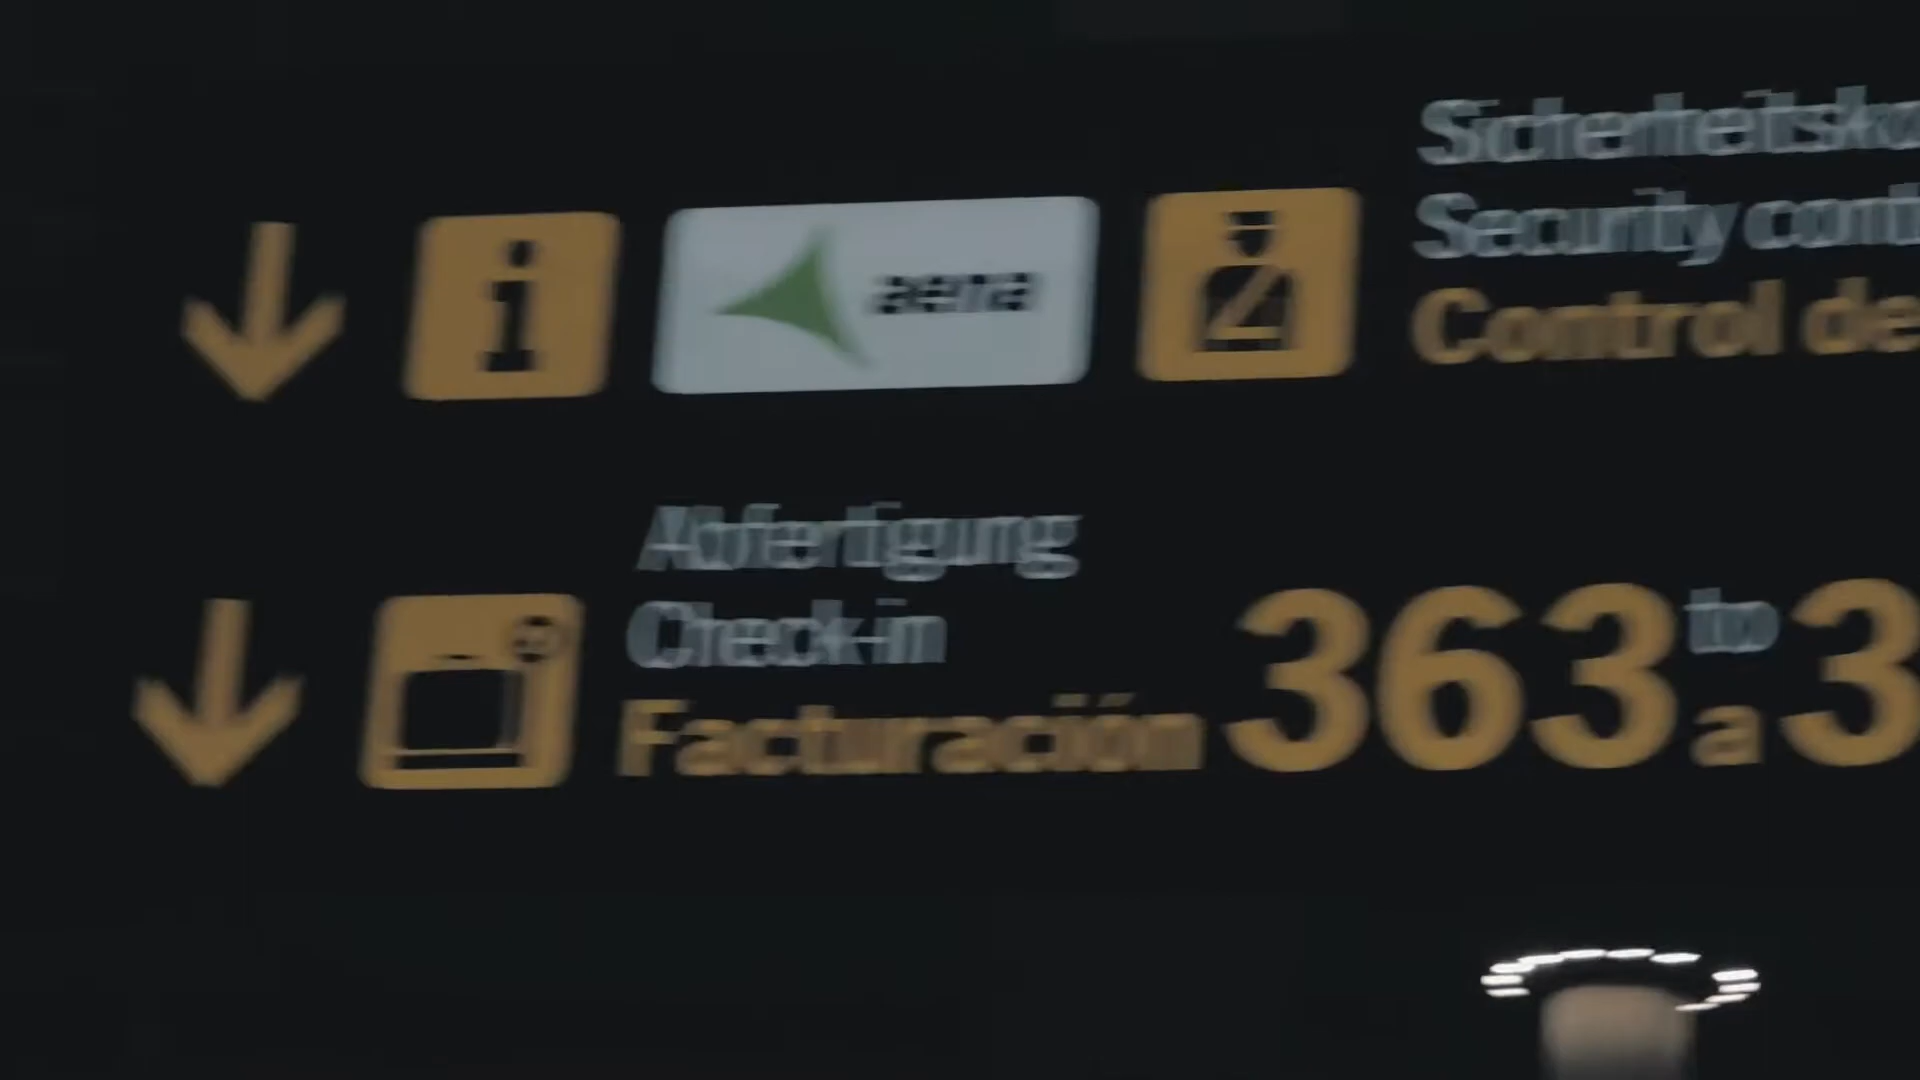 Sicherheitsko
Security cont
Control de
i aena
Abfertigung
Check-in
Facturación 363 to a 3